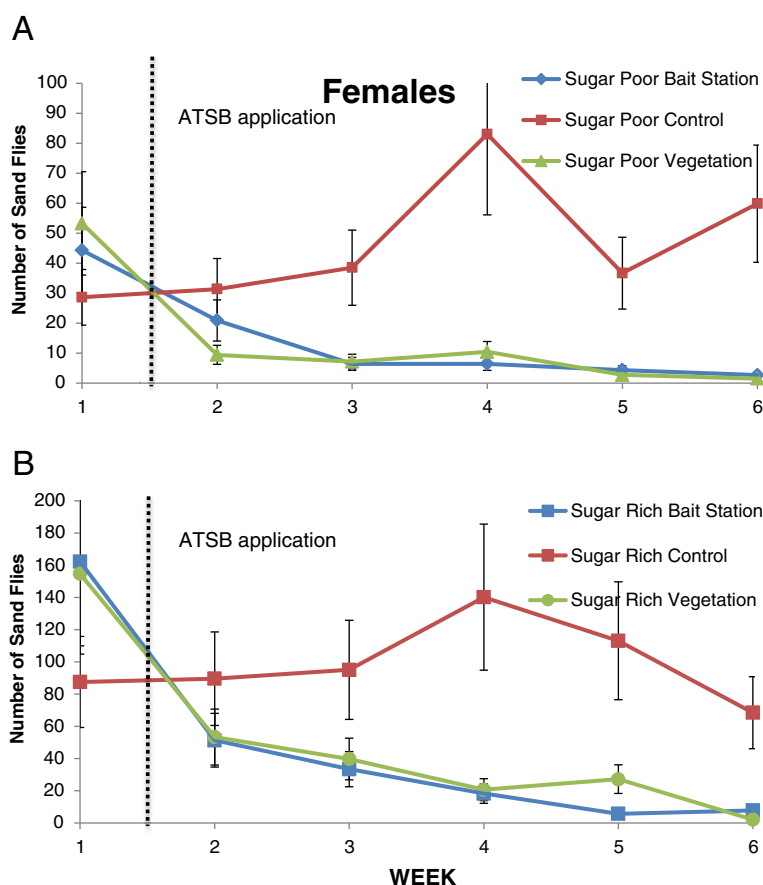 A
Females
ATSB application
Sugar Poor Bait Station
Sugar Poor Control
Sugar Poor Vegetation
Number of Sand Flies
100
90
80
70
60
50
40
30
20
10
0
1 2 3 4 5 6
B
ATSB application
Sugar Rich Bait Station
Sugar Rich Control
Sugar Rich Vegetation
Number of Sand Flies
200
180
160
140
120
100
80
60
40
20
0
1 2 3 4 5 6
WEEK